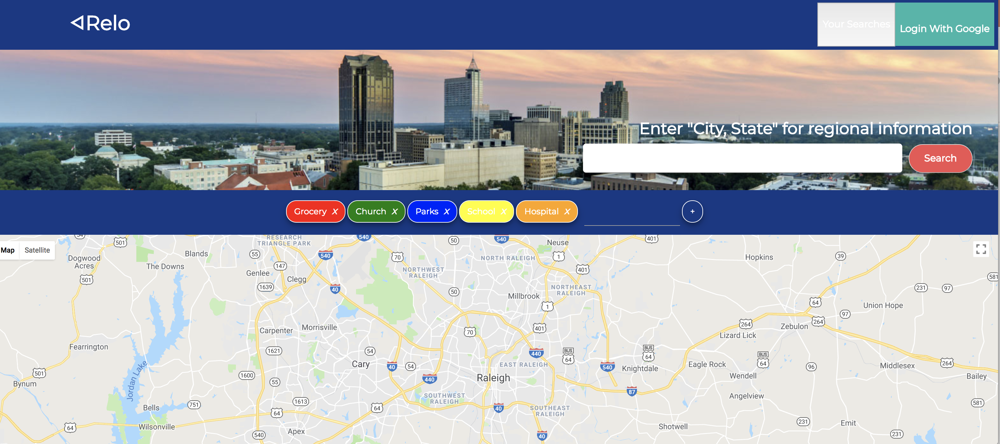 Relo
Your Searches
Login With Google
Enter "City, State" for regional information
Search
Grocery X
Church X
Parks X
School X
Hospital X
+
Map
Satellite
54
501
RESEARCH
TRIANGLE PARK
540
50
540
Neuse
401
Dogwood
Acres
Blands
55
540
70
NORTH RALEIGH
1
Hopkins
39
The Downs
147
NORTHWEST
RALEIGH
401
501
Genlee
Clegg
581
1639
40
50
NORTHEAST
RALEIGH
231
97
Millbrook
1
64
Union Hope
97
Morrisville
Carpenter
70
401
264
Zebulon
264
Lizard Lick
Fearrington
1621
54
440
BUS
64
BUS
64
BUS
64
Cary
40
54
EAST RALEIGH
540
Knightdale
Eagle Rock
96
Middlesex
264
501
1600
440
Raleigh
Wendell
Bailey
Bynum
55
Jordan Lake
87
SOUTHWEST
RALEIGH
Angelview
1613
751
Bells
64
64
40
SOUTHEAST
RALEIGH
581
64
Wilsonville
Apex
Shotwell
231
Emit
540
40
231